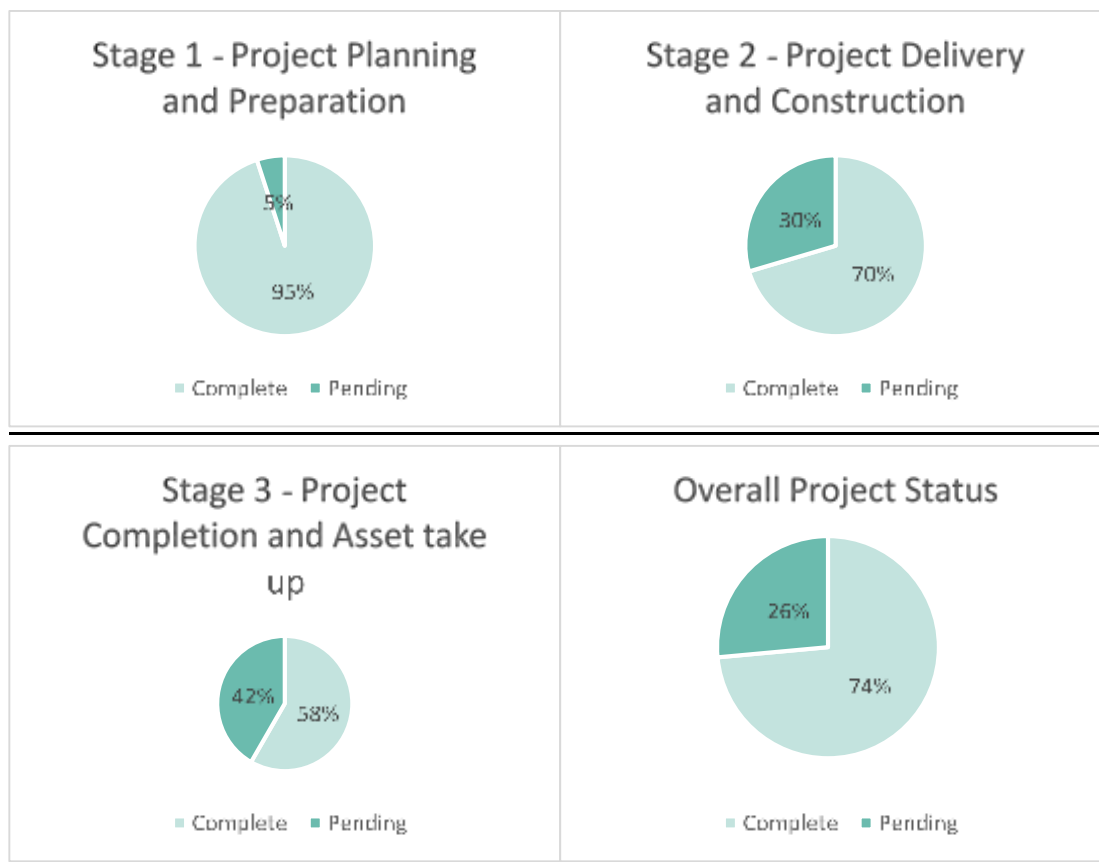 Stage 1 - Project Planning
and Preparation
5%
95%
Complete Pending
Stage 2 - Project Delivery
and Construction
30%
70%
Complete Pending
Stage 3 - Project
Completion and Asset take
up
42%
58%
Complete Pending
Overall Project Status
26%
74%
Complete Pending